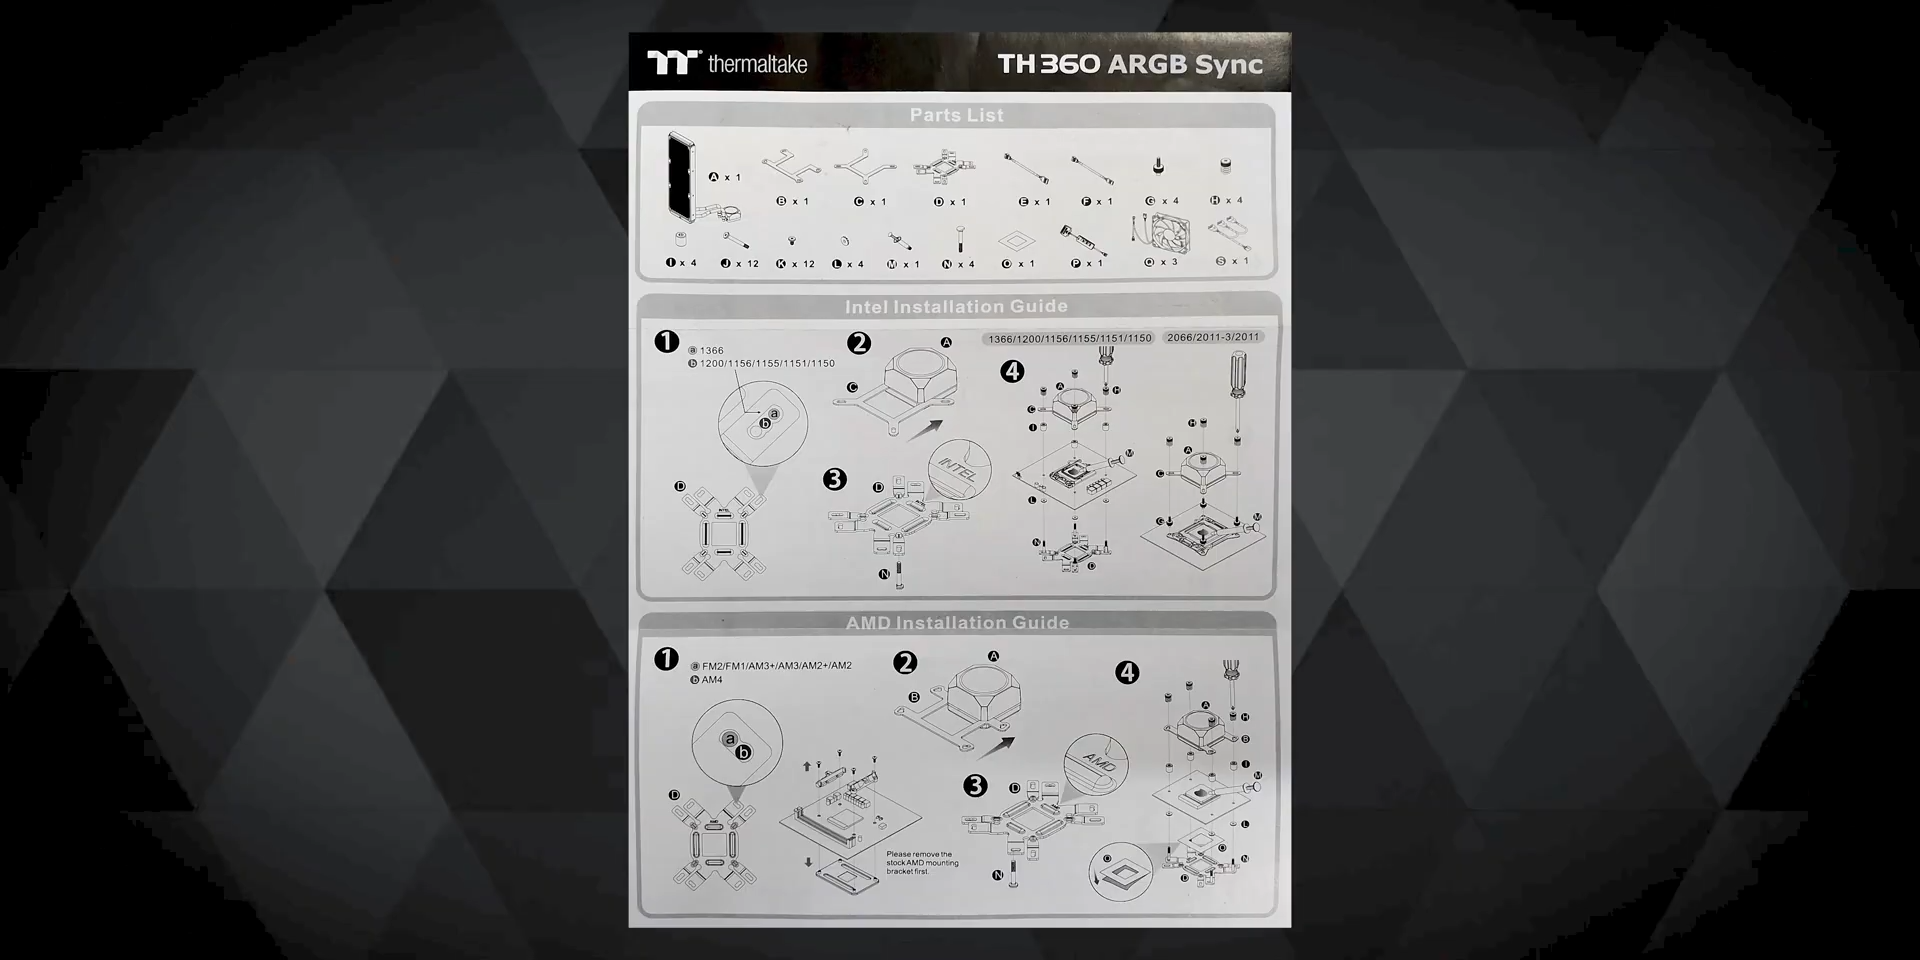 thermaltake
TH360 ARGB Sync
Parts List
A x 1
B x 1
C x 1
D x 1
E x 1
F x 1
G x 4
H x 4
I x 4
J x 12
K x 12
L x 4
M x 1
N x 4
O x 1
P x 1
Q x 3
S x 1
Intel Installation Guide
1
a 1366
b 1200/1156/1155/1151/1150
a
b
D
INTEL
2
A
C
3
D
INTEL
N
4
1366/1200/1156/1155/1151/1150
2066/2011-3/2011
A
H
C
I
M
L
N
D
H
A
C
G
M
AMD Installation Guide
1
a FM2/FM1/AM3+/AM3/AM2+/AM2
b AM4
a
b
D
AMD
Please remove the
stock AMD mounting
bracket first.
2
A
B
3
D
AMD
N
4
A
H
B
I
M
L
O
N
D
O